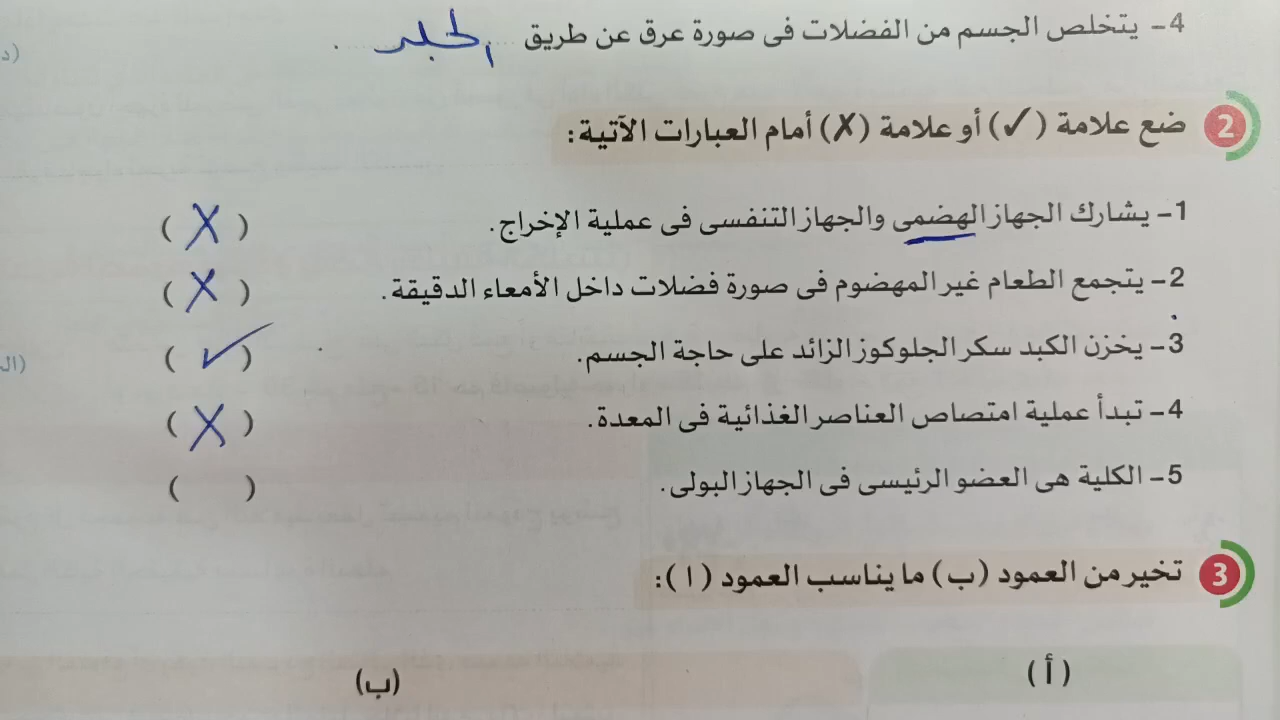 4- يتخلص الجسم من الفضلات فى صورة عرق عن طريق الجلد .
2 ضع علامة (✓) أو علامة (✗) أمام العبارات الآتية:
1- يشارك الجهاز الهضمى والجهاز التنفسى فى عملية الإخراج. (✗)
2- يتجمع الطعام غير المهضوم فى صورة فضلات داخل الأمعاء الدقيقة. (✗)
3- يخزن الكبد سكر الجلوكوز الزائد على حاجة الجسم. (✓)
4- تبدأ عملية امتصاص العناصر الغذائية فى المعدة. (✗)
5- الكلية هى العضو الرئيسى فى الجهاز البولى. ( )
3 تخير من العمود (ب) ما يناسب العمود (ا):
(أ) (ب)